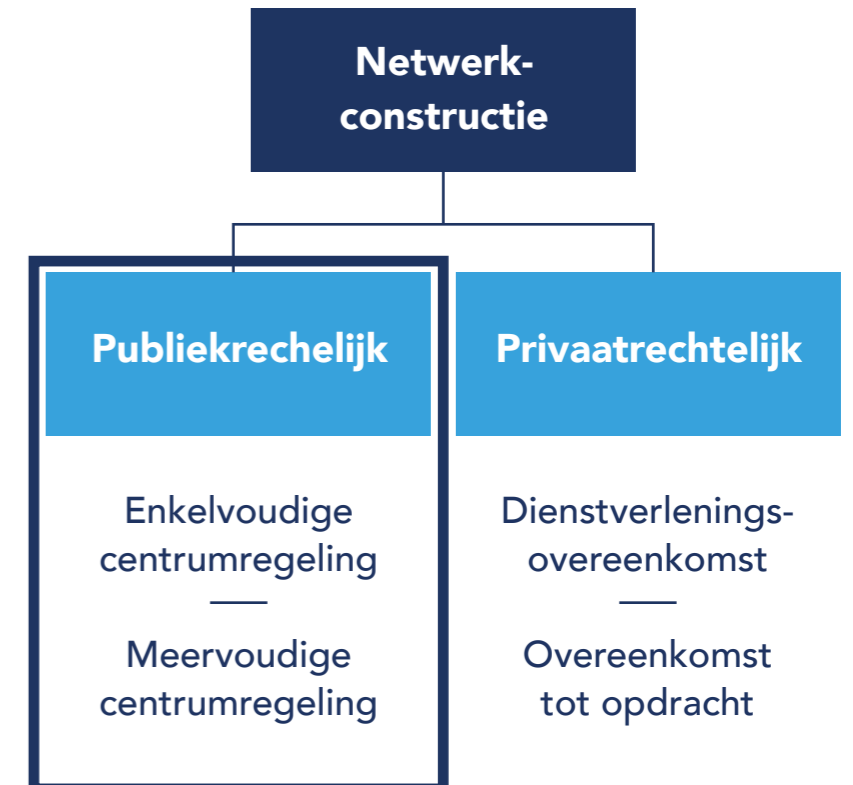 Netwerk-
constructie
Publiekrechelijk
Enkelvoudige
centrumregeling
Meervoudige
centrumregeling
Privaatrechtelijk
Dienstverlenings-
overeenkomst
Overeenkomst
tot opdracht